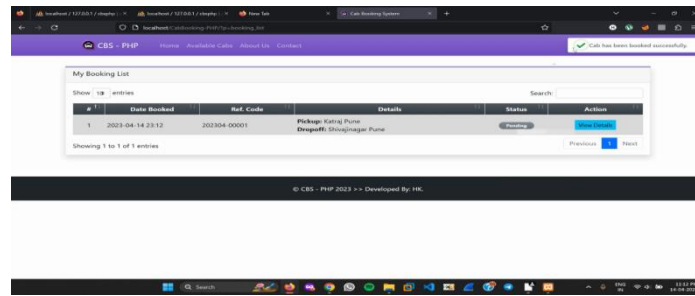 localhost / 127.0.0.1 / cbsphp |
localhost / 127.0.0.1 / cbsphp |
New Tab
Cab Booking System
localhost/Cabbooking-PHP/?p=booking_list
CBS - PHP Home Available Cabs About Us Contact
Cab has been booked successfully.
My Booking List
Show 10 entries
Search:
# Date Booked Ref. Code Details Status Action
1 2023-04-14 23:12 202304-00001 Pickup: Katraj Pune
Dropoff: Shivajinagar Pune
Pending View Details
Showing 1 to 1 of 1 entries
Previous 1 Next
© CBS - PHP 2023 >> Developed By: HK.
Search
ENG
IN